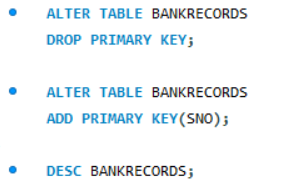 ALTER TABLE BANKRECORDS
DROP PRIMARY KEY;
ALTER TABLE BANKRECORDS
ADD PRIMARY KEY(SNO);
DESC BANKRECORDS;